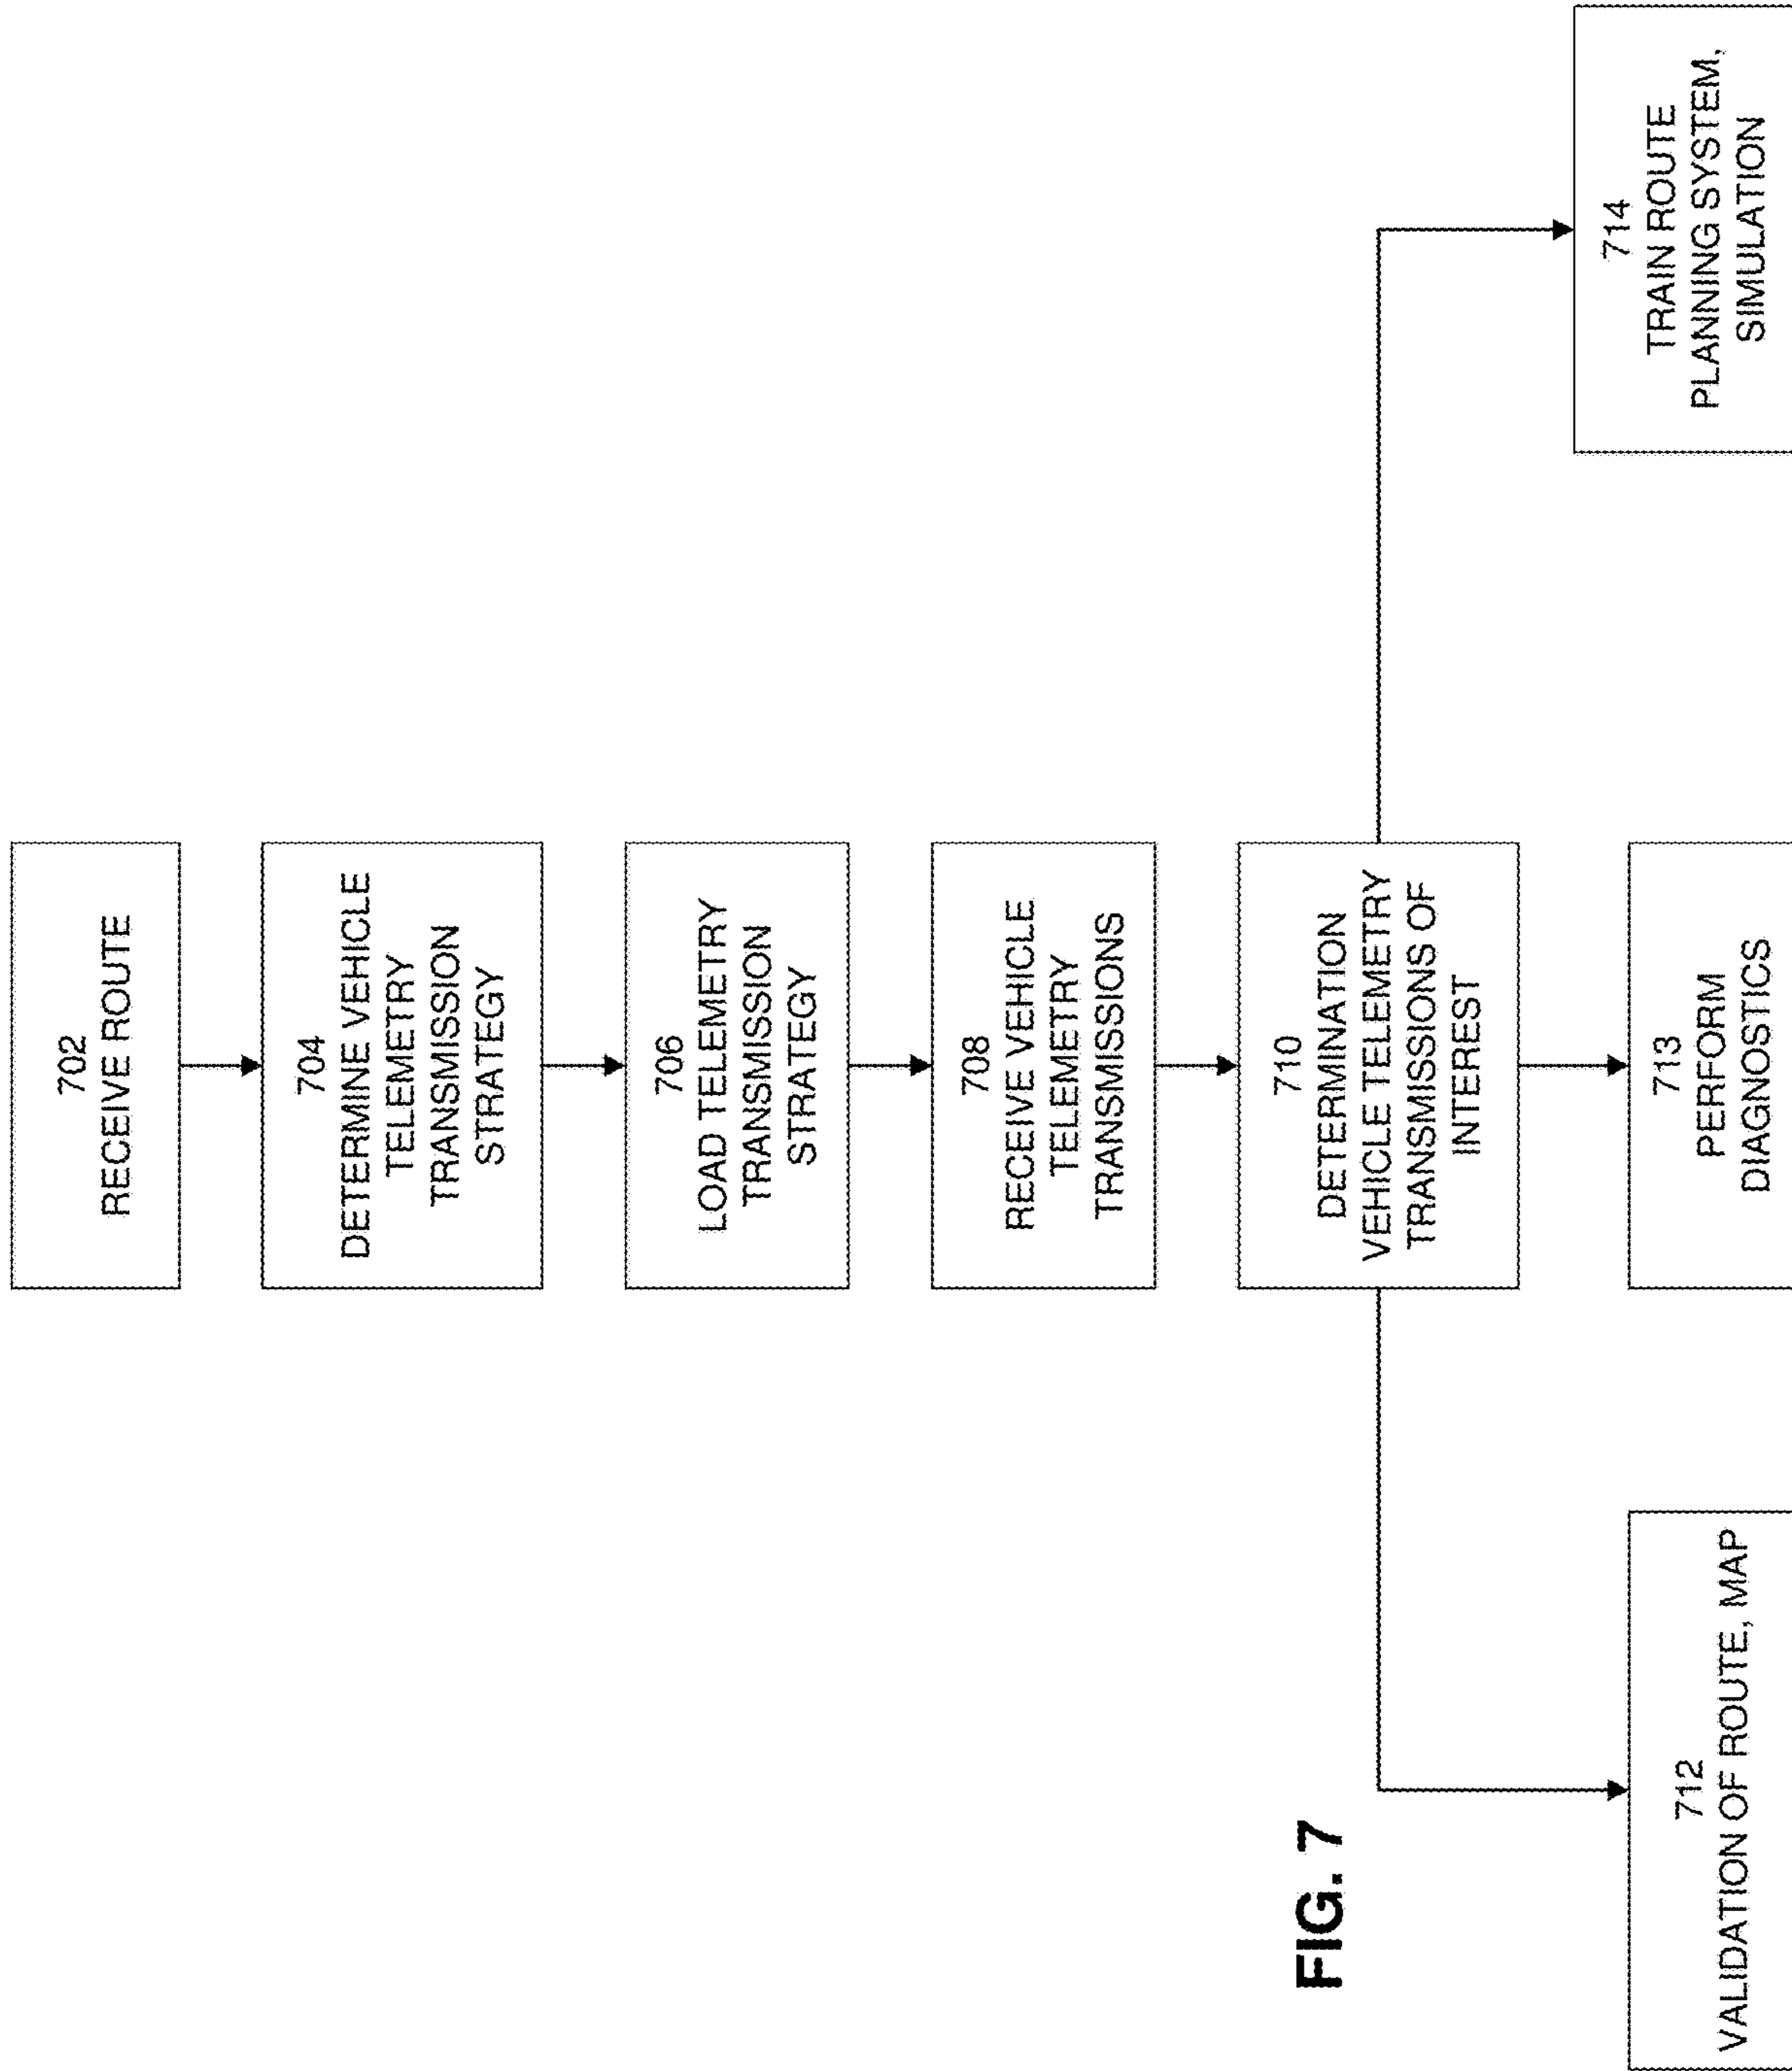 702
RECEIVE ROUTE
704
DETERMINE VEHICLE
TELEMETRY
TRANSMISSION
STRATEGY
706
LOAD TELEMETRY
TRANSMISSION
STRATEGY
708
RECEIVE VEHICLE
TELEMETRY
TRANSMISSIONS
710
DETERMINATION
VEHICLE TELEMETRY
TRANSMISSIONS OF
INTEREST
712
VALIDATION OF ROUTE, MAP
713
PERFORM
DIAGNOSTICS
714
TRAIN ROUTE
PLANNING SYSTEM,
SIMULATION
FIG. 7